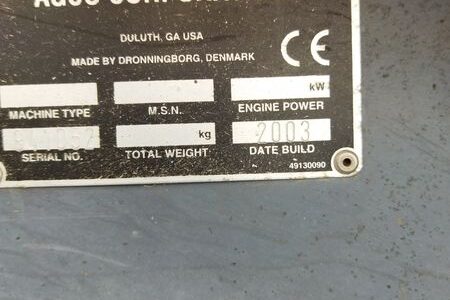 AGCO
DULUTH, GA USA
MADE BY DRONNINGBORG, DENMARK
CE
kW
MACHINE TYPE M.S.N. ENGINE POWER
kg 2003
SERIAL NO. TOTAL WEIGHT DATE BUILD
49130090